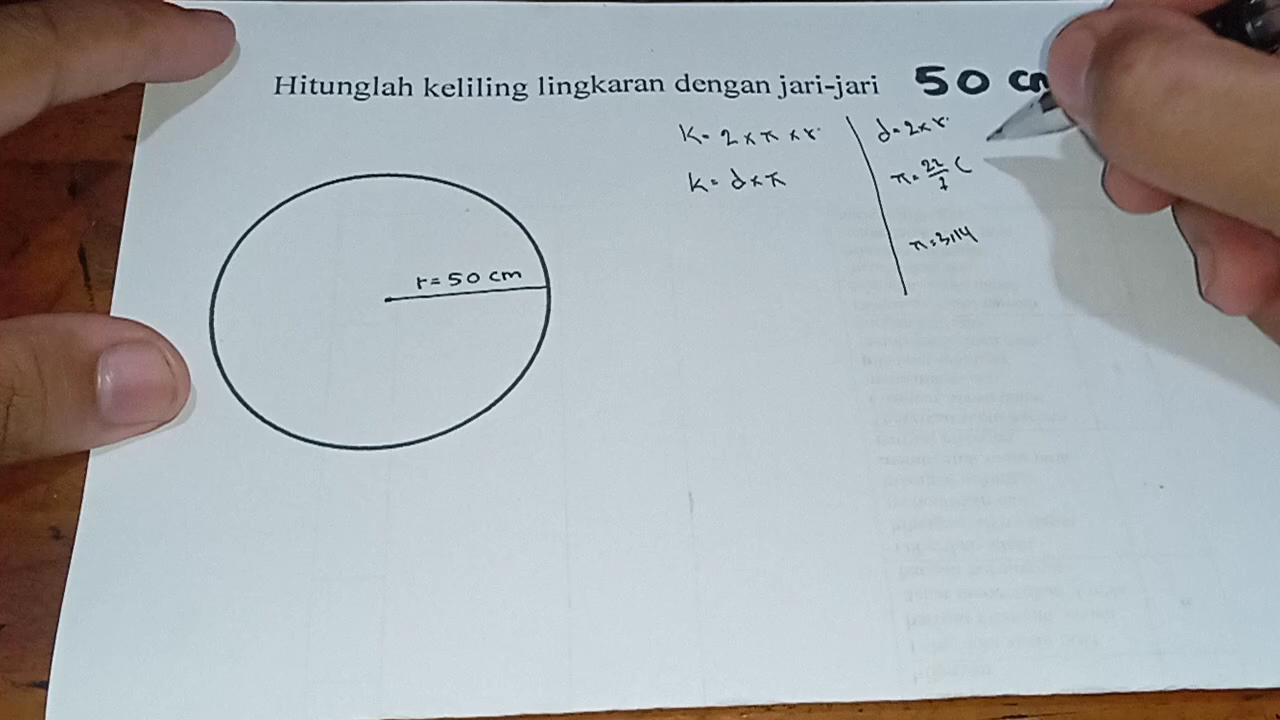 Hitunglah keliling lingkaran dengan jari-jari 50 cm
K = 2 x π x r
K = d x π
d = 2 x r
π = 22/7 (
π = 3,14
r = 50 cm